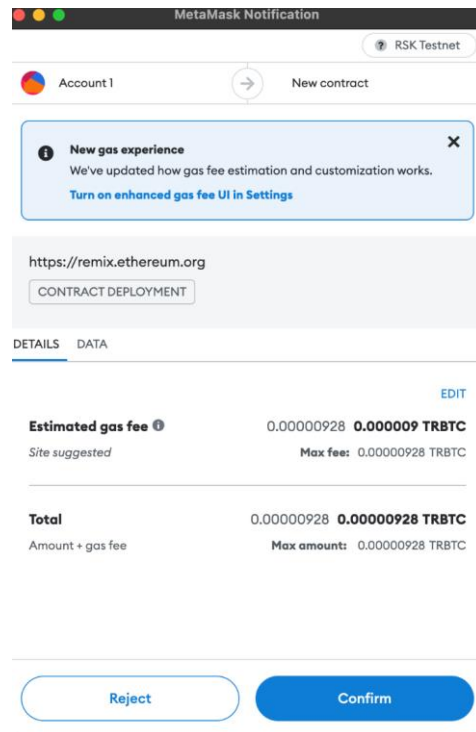 MetaMask Notification
RSK Testnet
Account 1
New contract
New gas experience
We've updated how gas fee estimation and customization works.
Turn on enhanced gas fee UI in Settings
https://remix.ethereum.org
CONTRACT DEPLOYMENT
DETAILS DATA
EDIT
Estimated gas fee 0.00000928 0.000009 TRBTC
Site suggested Max fee: 0.00000928 TRBTC
Total 0.00000928 0.00000928 TRBTC
Amount + gas fee Max amount: 0.00000928 TRBTC
Reject Confirm